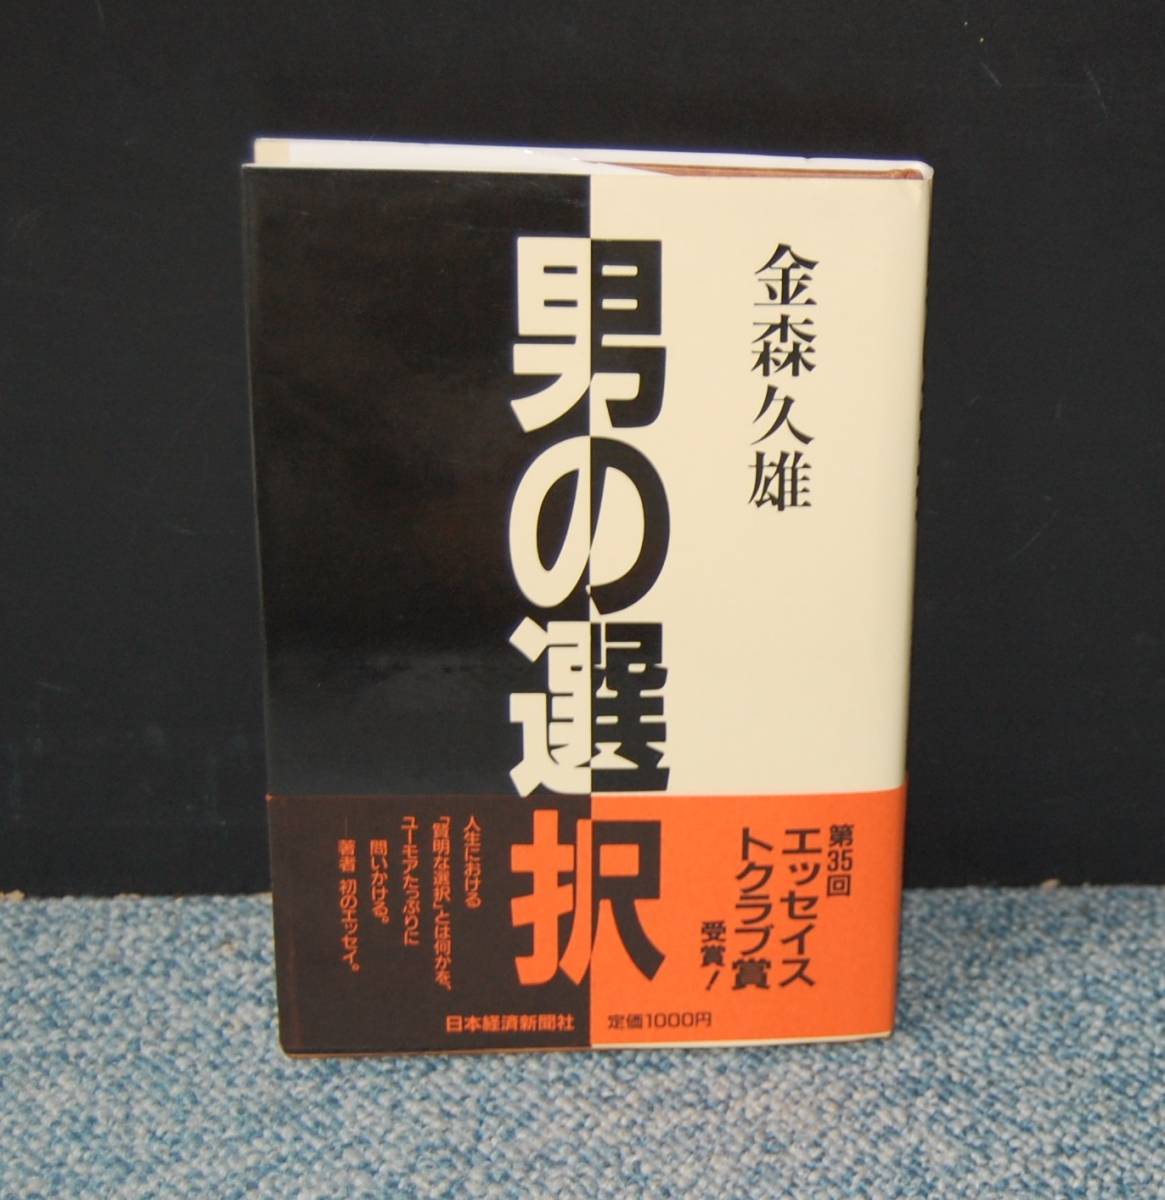 金森久雄
男の選択
第35回
エッセイス
トクラブ賞
受賞！
人生における
「賢明な選択」とは何かを、
ユーモアたっぷりに
問いかける。
―著者 初のエッセイ。
日本経済新聞社
定価1000円